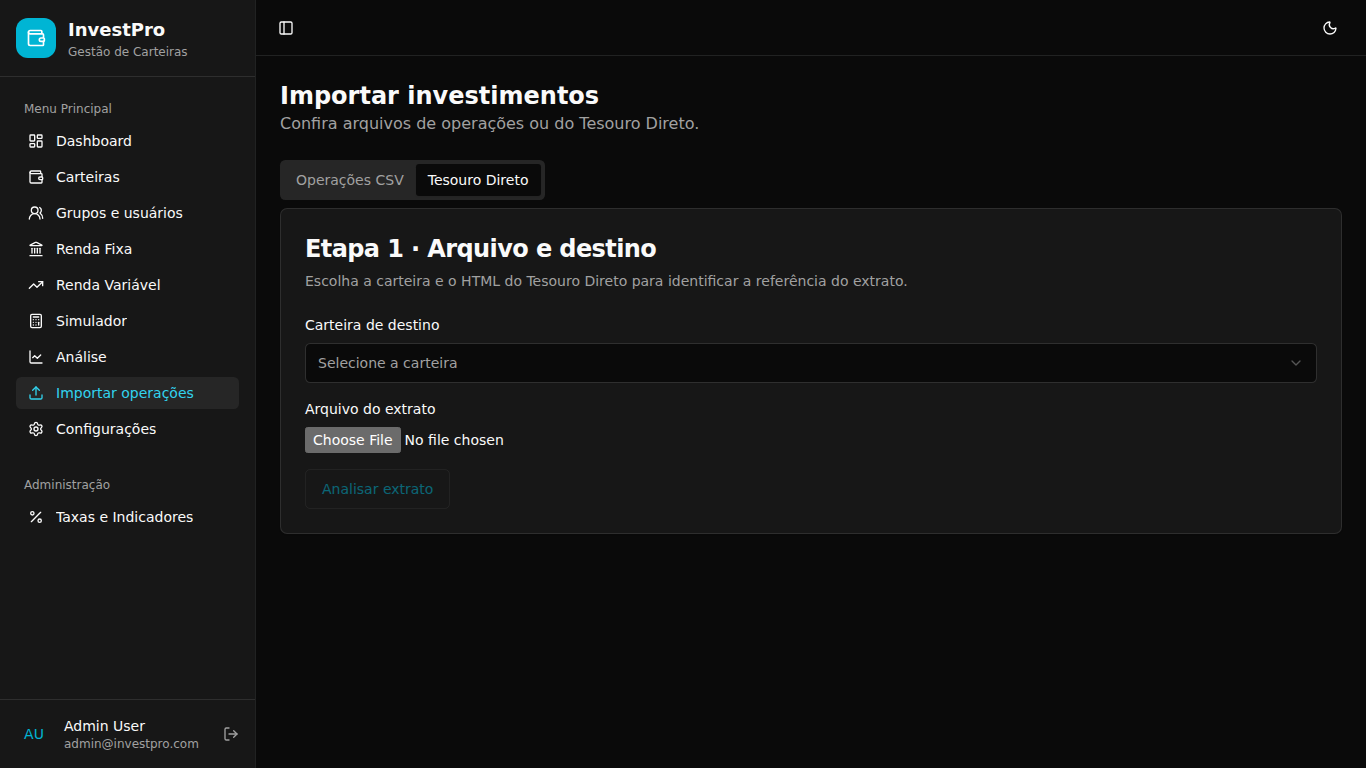 InvestPro
Gestão de Carteiras
Menu Principal
Dashboard
Carteiras
Grupos e usuários
Renda Fixa
Renda Variável
Simulador
Análise
Importar operações
Configurações
Administração
Taxas e Indicadores
AU
Admin User
admin@investpro.com
Importar investimentos
Confira arquivos de operações ou do Tesouro Direto.
Operações CSV
Tesouro Direto
Etapa 1 · Arquivo e destino
Escolha a carteira e o HTML do Tesouro Direto para identificar a referência do extrato.
Carteira de destino
Selecione a carteira
Arquivo do extrato
Choose File No file chosen
Analisar extrato